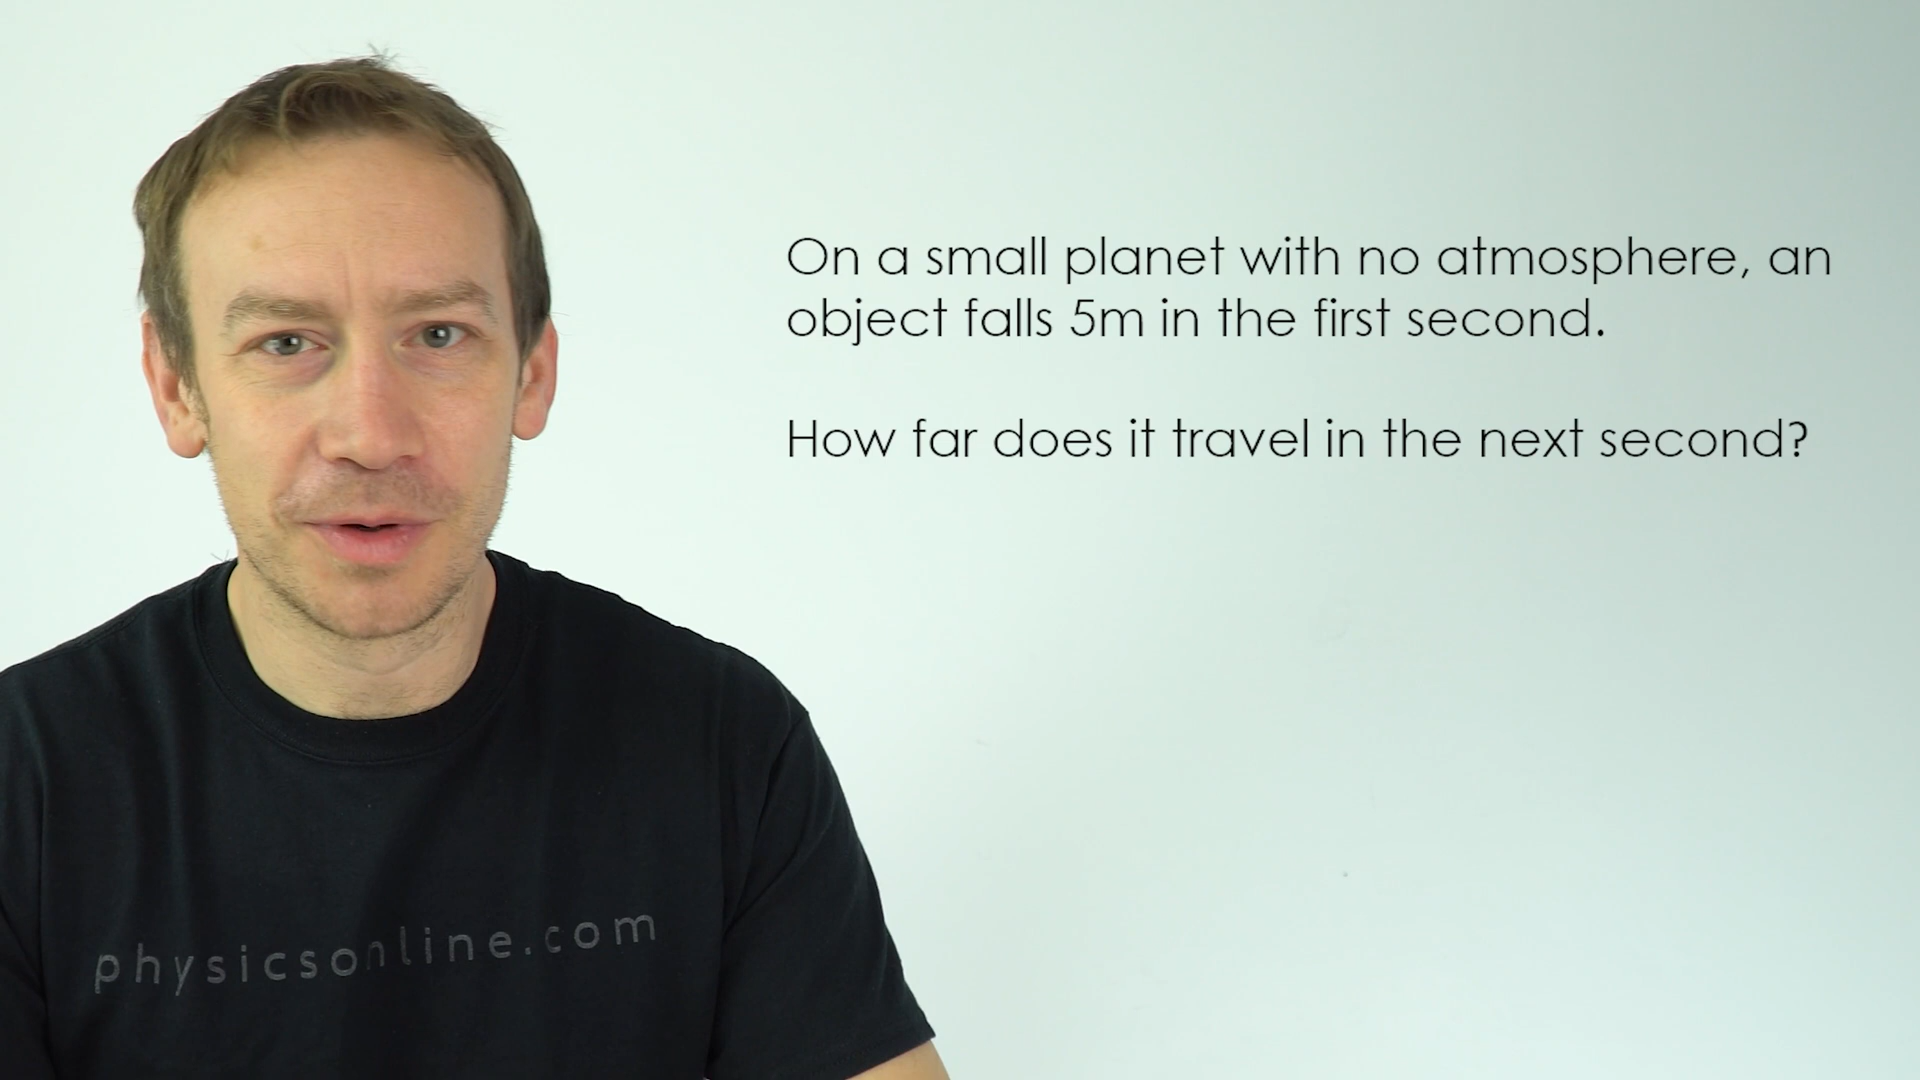 On a small planet with no atmosphere, an
object falls 5m in the first second.
How far does it travel in the next second?
physicsonline.com